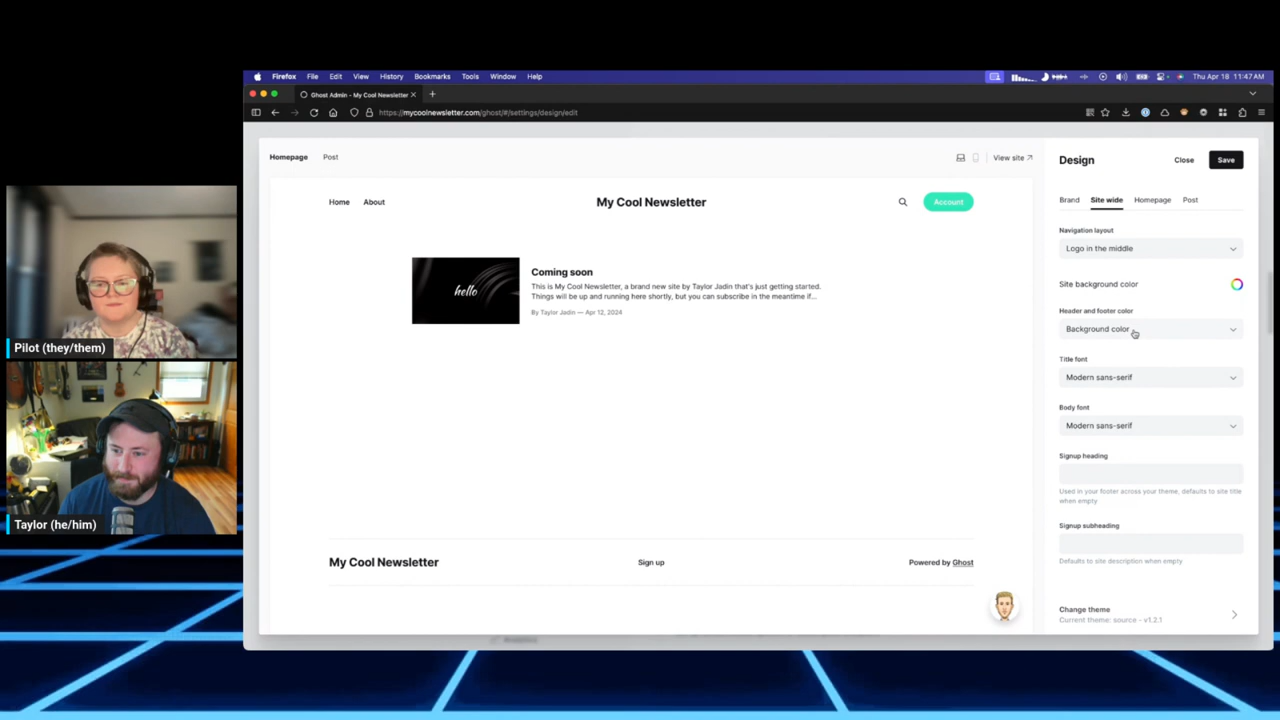 Firefox File Edit View History Bookmarks Tools Window Help
Thu Apr 18 11:47 AM
Ghost Admin - My Cool Newsletter
https://mycoolnewsletter.com/ghost/#/settings/design/edit
Homepage Post
View site
Home About
My Cool Newsletter
Account
hello
Coming soon
This is My Cool Newsletter, a brand new site by Taylor Jadin that's just getting started.
Things will be up and running here shortly, but you can subscribe in the meantime if...
By Taylor Jadin — Apr 12, 2024
My Cool Newsletter
Sign up
Powered by Ghost
Design
Close
Save
Brand Site wide Homepage Post
Navigation layout
Logo in the middle
Site background color
Header and footer color
Background color
Title font
Modern sans-serif
Body font
Modern sans-serif
Signup heading
Used in your footer across your theme, defaults to site title
when empty
Signup subheading
Defaults to site description when empty
Change theme
Current theme: source - v1.2.1
Pilot (they/them)
Taylor (he/him)